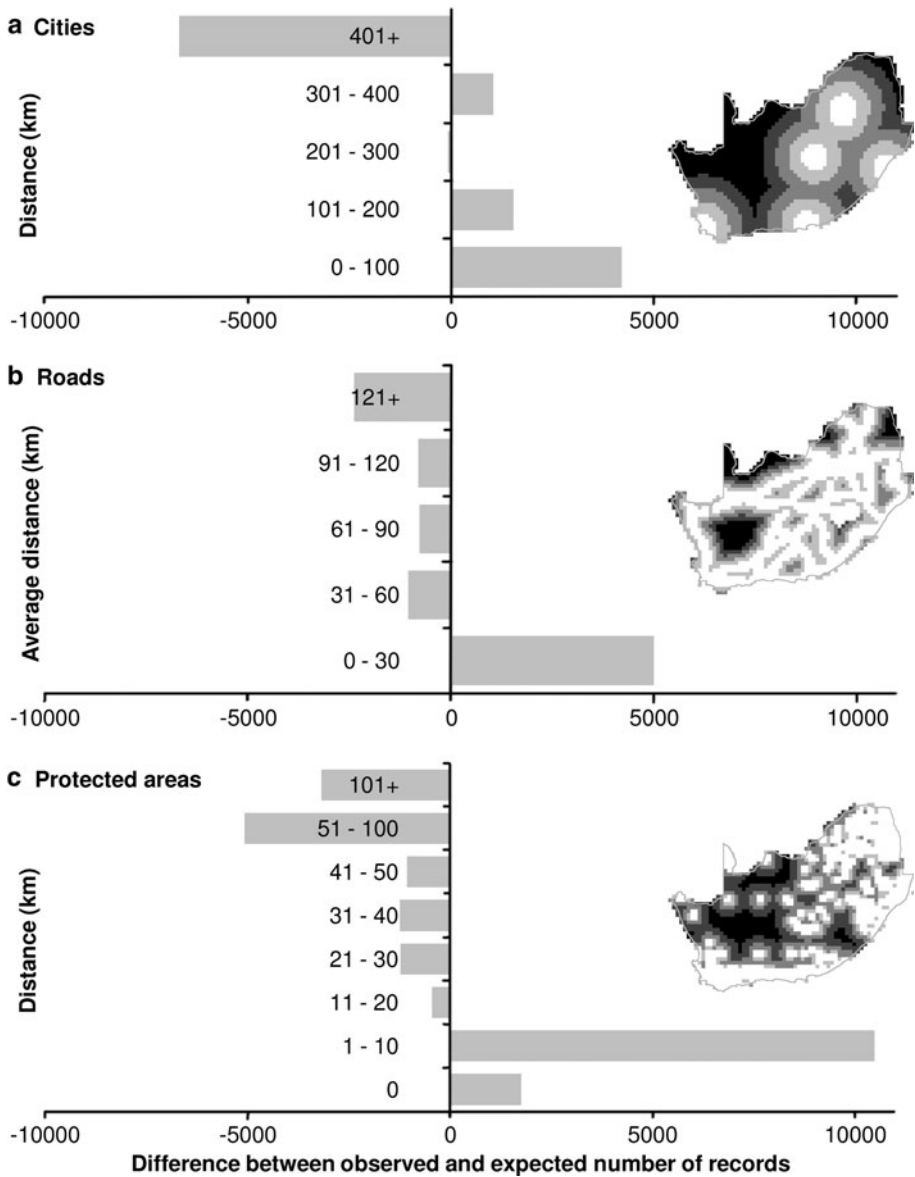 a Cities
401+
301 - 400
201 - 300
101 - 200
0 - 100
Distance (km)
-10000 -5000 0 5000 10000
b Roads
121+
91 - 120
61 - 90
31 - 60
0 - 30
Average distance (km)
-10000 -5000 0 5000 10000
c Protected areas
101+
51 - 100
41 - 50
31 - 40
21 - 30
11 - 20
1 - 10
0
Distance (km)
-10000 -5000 0 5000 10000
Difference between observed and expected number of records